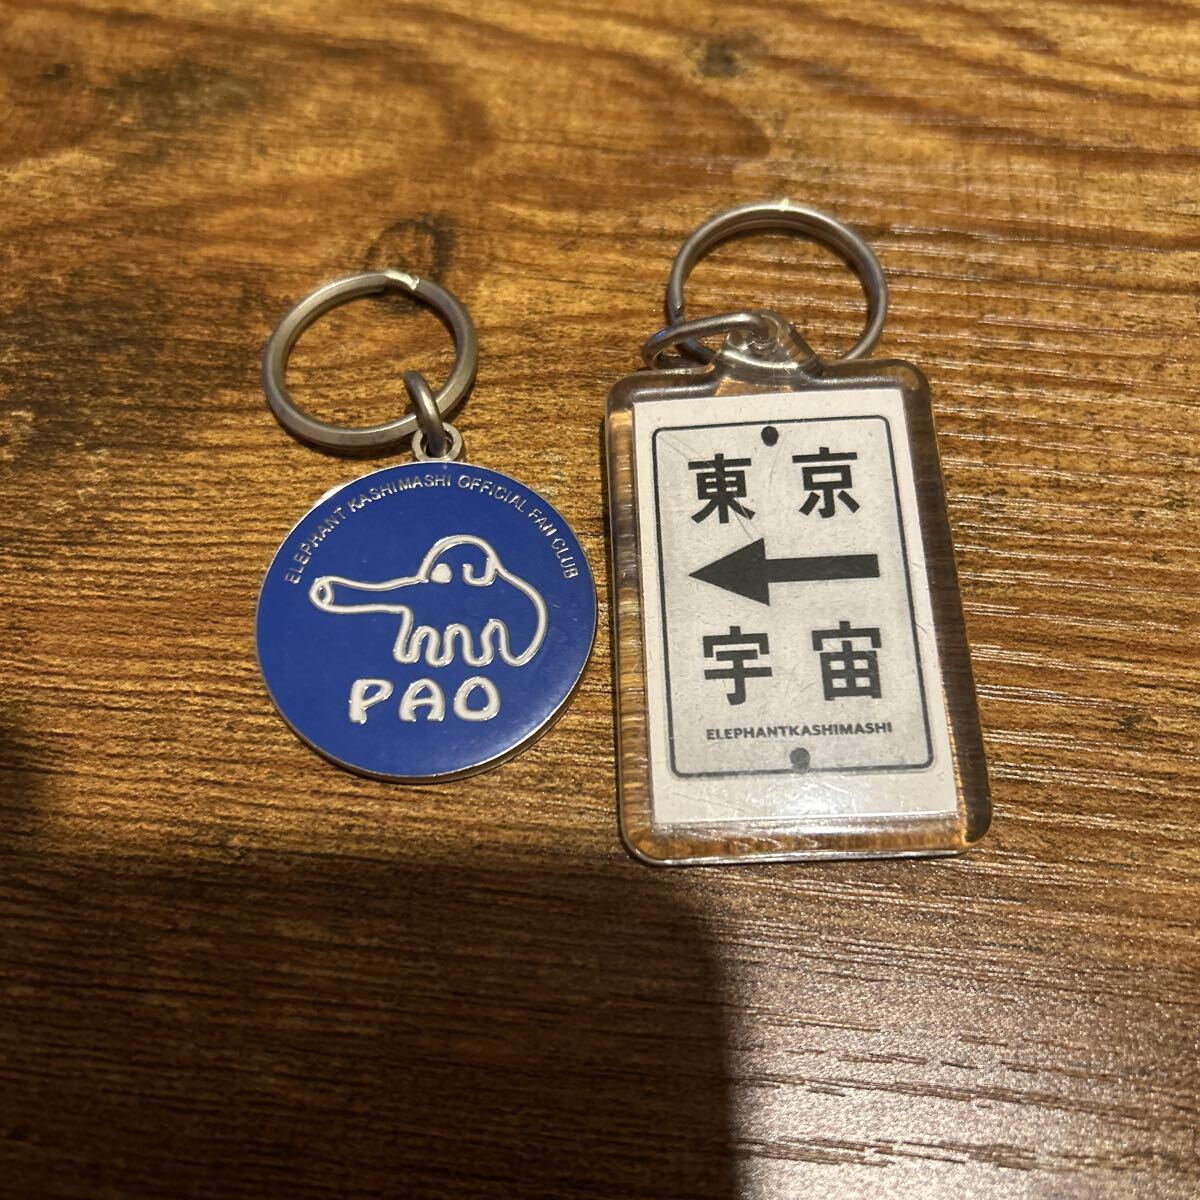 ELEPHANT KASHIMASHI OFFICIAL FAN CLUB
PAO
東京
宇宙
ELEPHANTKASHIMASHI